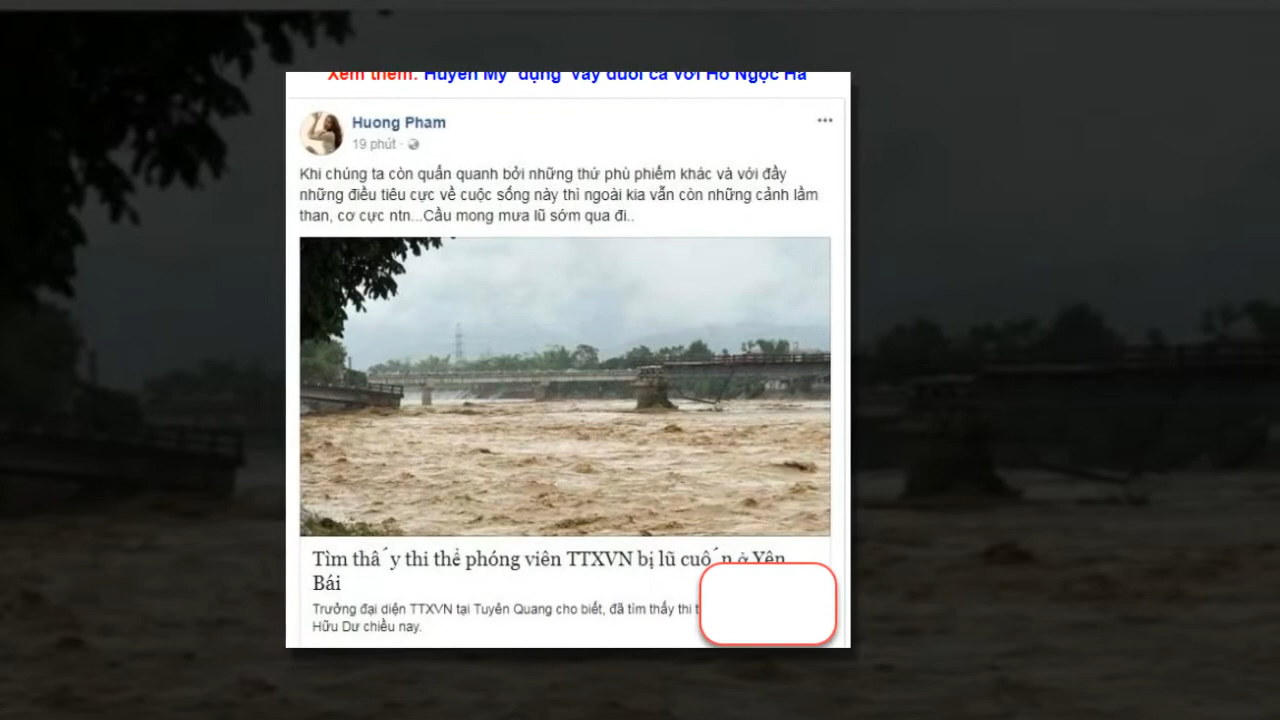 Xem thêm: Huyền My 'đụng' váy đuôi cá với Hồ Ngọc Hà
Huong Pham
19 phút ·
Khi chúng ta còn quẩn quanh bởi những thứ phù phiếm khác và với đầy
những điều tiêu cực về cuộc sống này thì ngoài kia vẫn còn những cảnh lầm
than, cơ cực ntn...Cầu mong mưa lũ sớm qua đi..
Tìm thấy thi thể phóng viên TTXVN bị lũ cuốn ở Yên
Bái
Trưởng đại diện TTXVN tại Tuyên Quang cho biết, đã tìm thấy thi
Hữu Dư chiều nay.